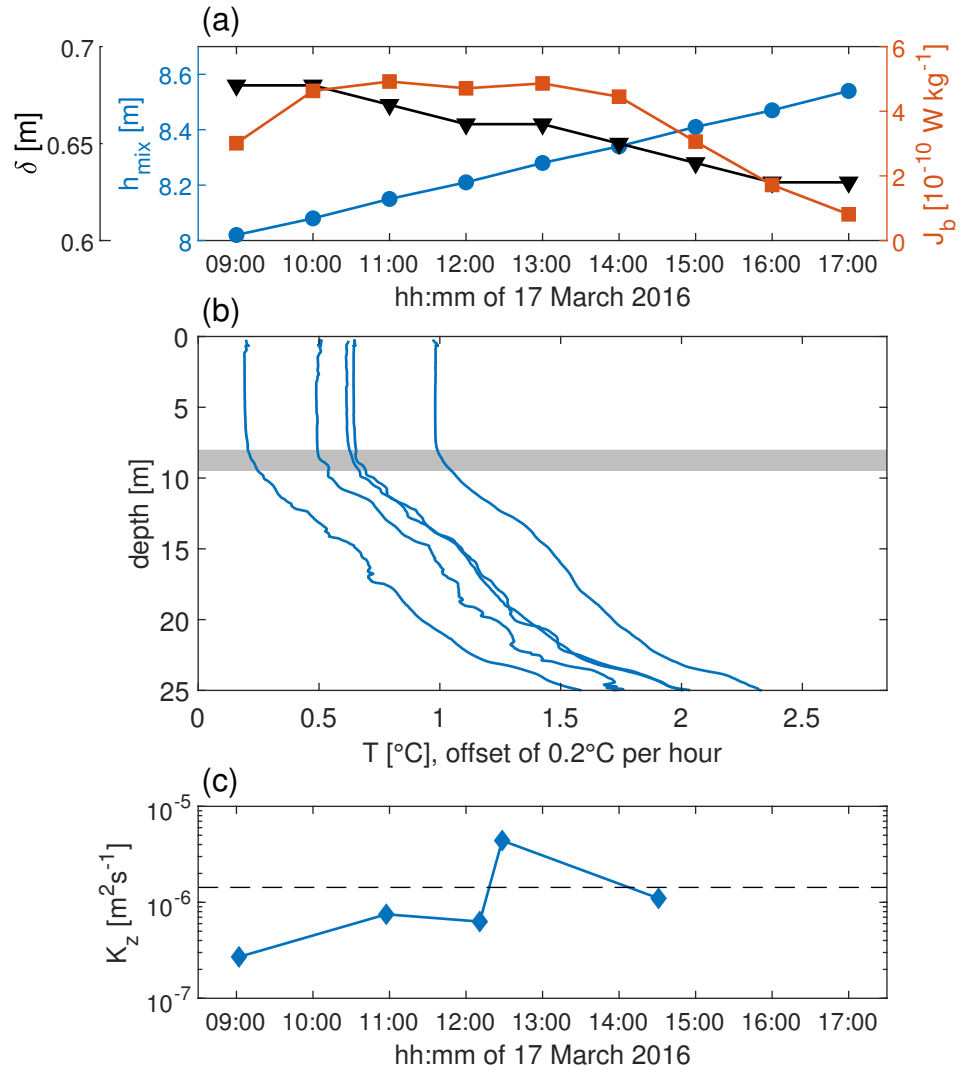 (a)
0.7
0.65
0.6
δ [m]
8.6
8.4
8.2
8
h_mix [m]
6
4
2
0
J_b [10^-10 W kg^-1]
09:00 10:00 11:00 12:00 13:00 14:00 15:00 16:00 17:00
hh:mm of 17 March 2016
(b)
0
5
10
15
20
25
depth [m]
0 0.5 1 1.5 2 2.5
T [°C], offset of 0.2°C per hour
(c)
10^-5
10^-6
10^-7
K_z [m^2 s^-1]
09:00 10:00 11:00 12:00 13:00 14:00 15:00 16:00 17:00
hh:mm of 17 March 2016